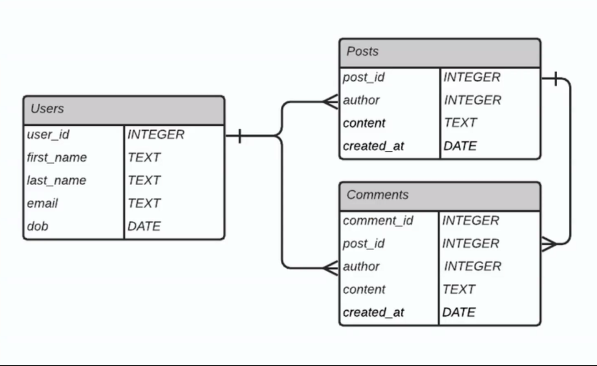 Users
user_id INTEGER
first_name TEXT
last_name TEXT
email TEXT
dob DATE
Posts
post_id INTEGER
author INTEGER
content TEXT
created_at DATE
Comments
comment_id INTEGER
post_id INTEGER
author INTEGER
content TEXT
created_at DATE